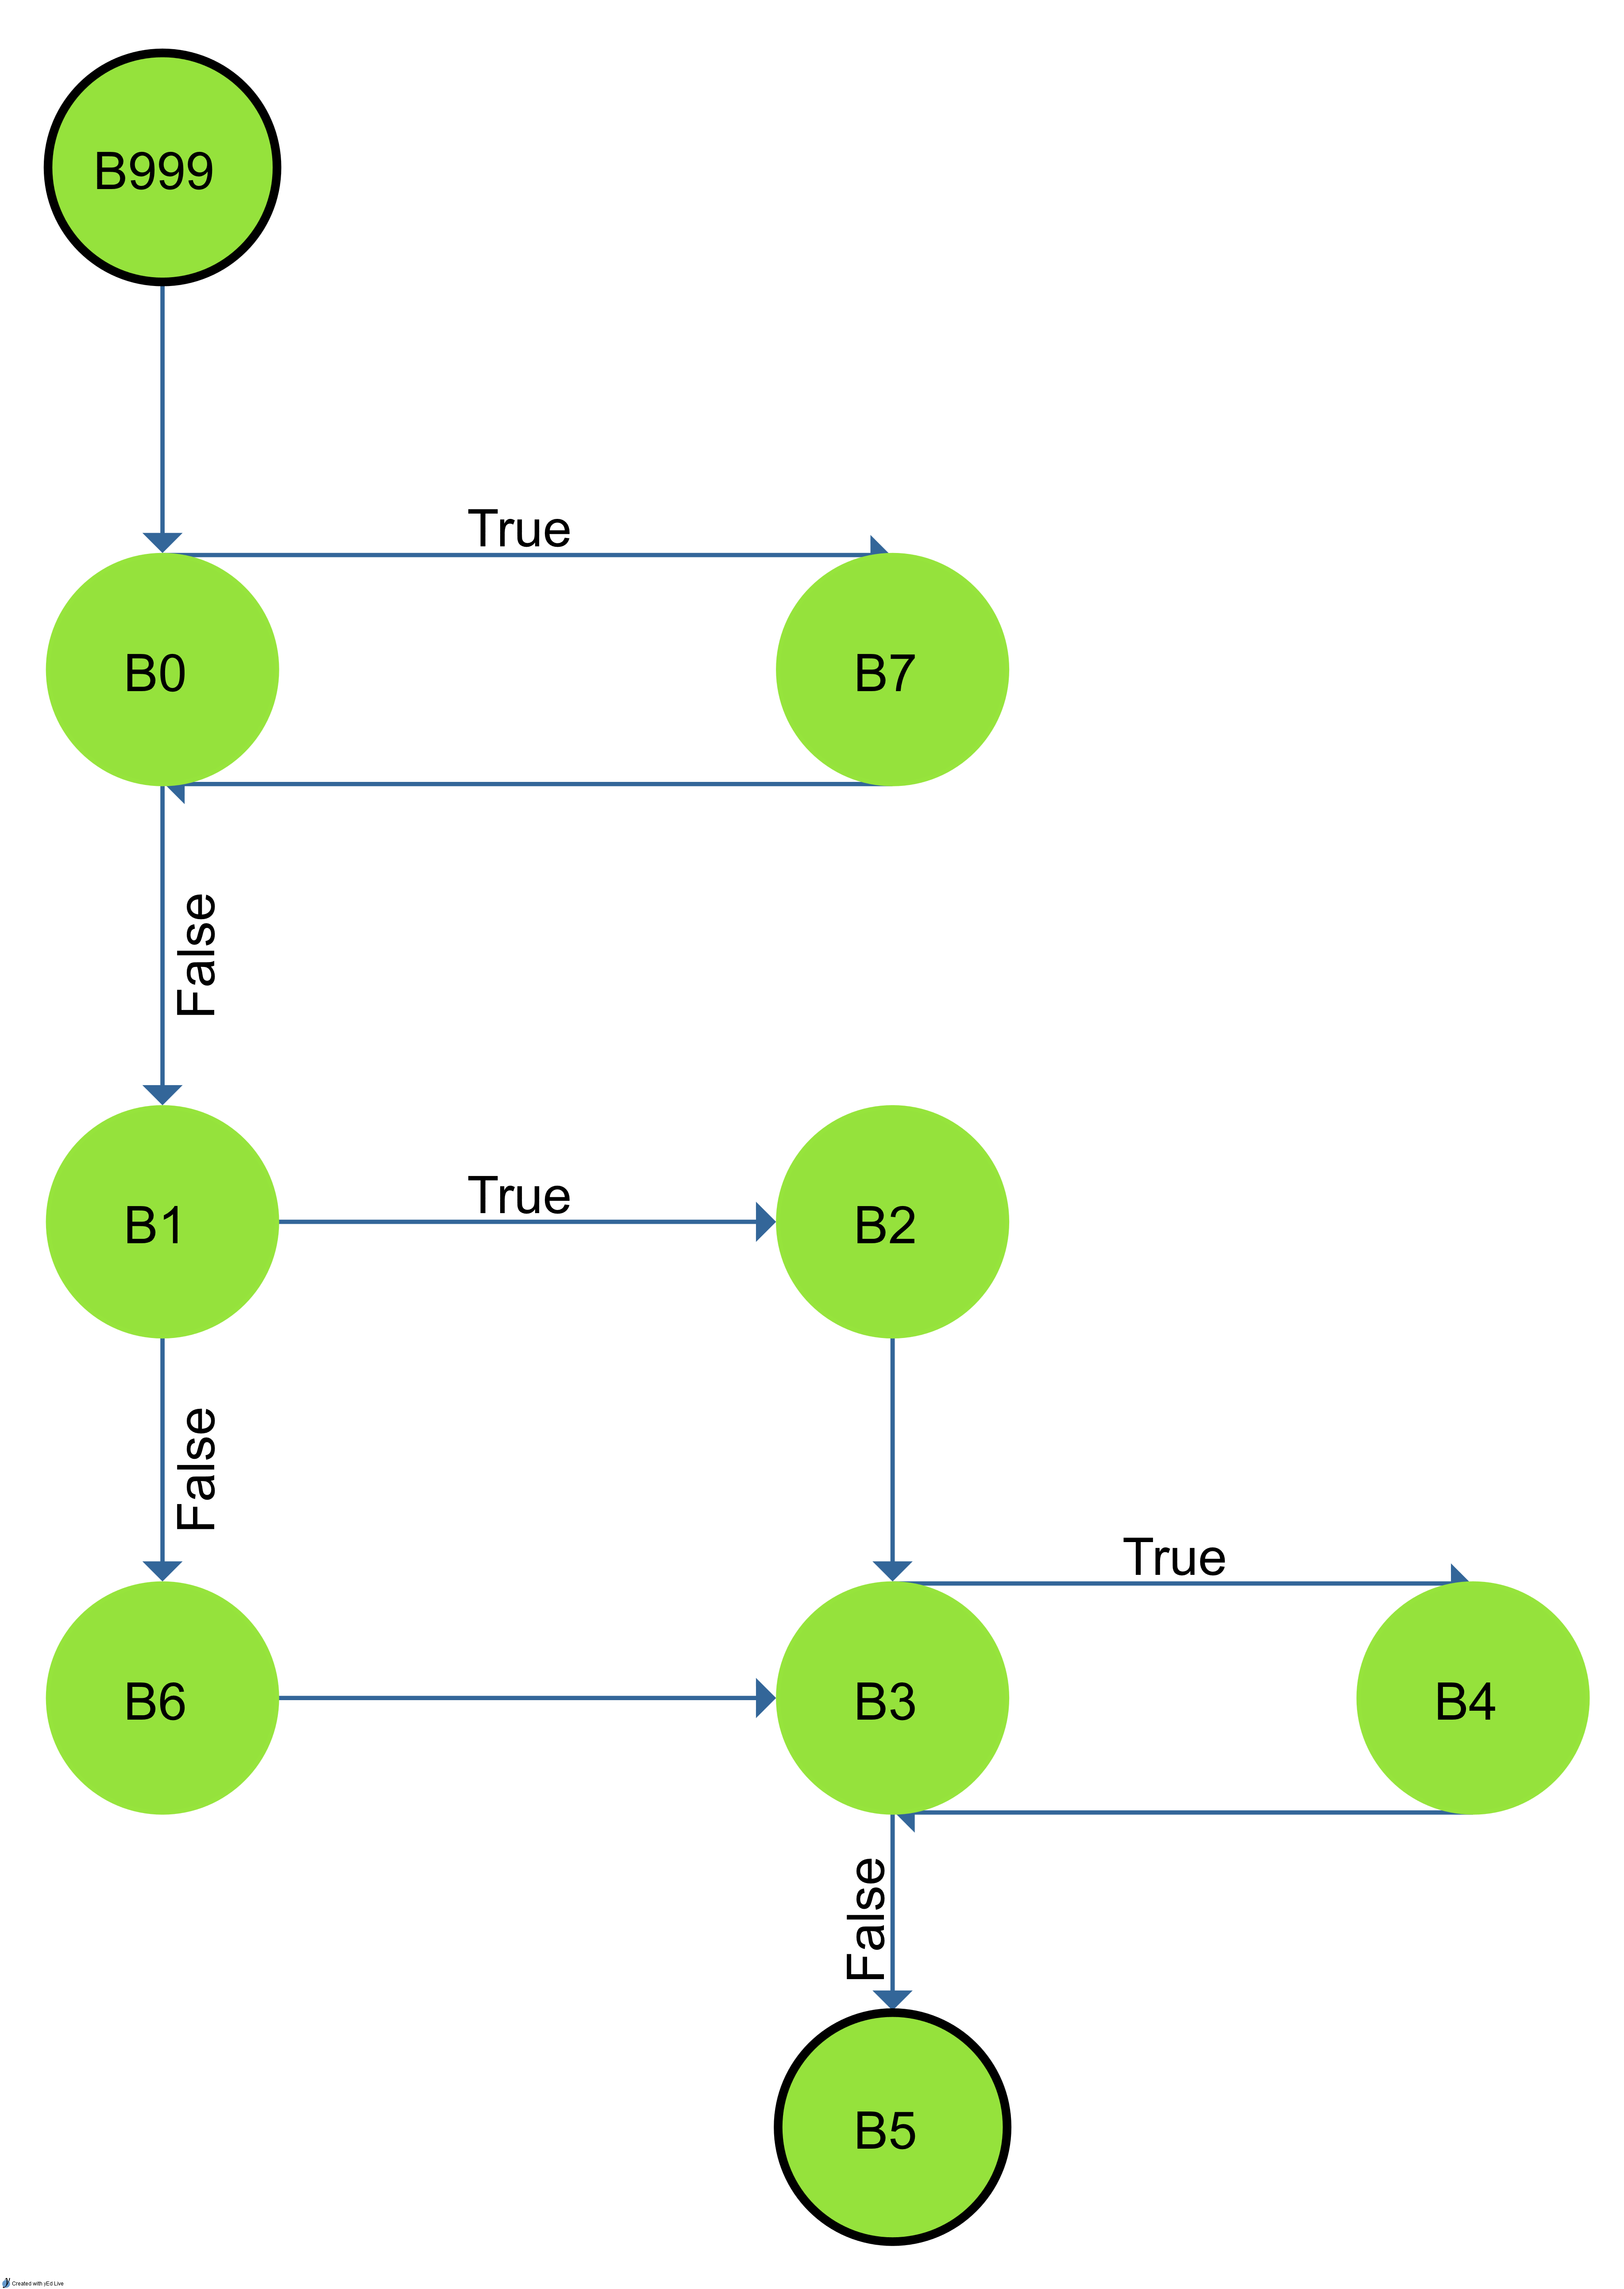 B999
True
B0
B7
False
True
B1
B2
False
True
B6
B3
B4
False
B5
Created with yEd Live